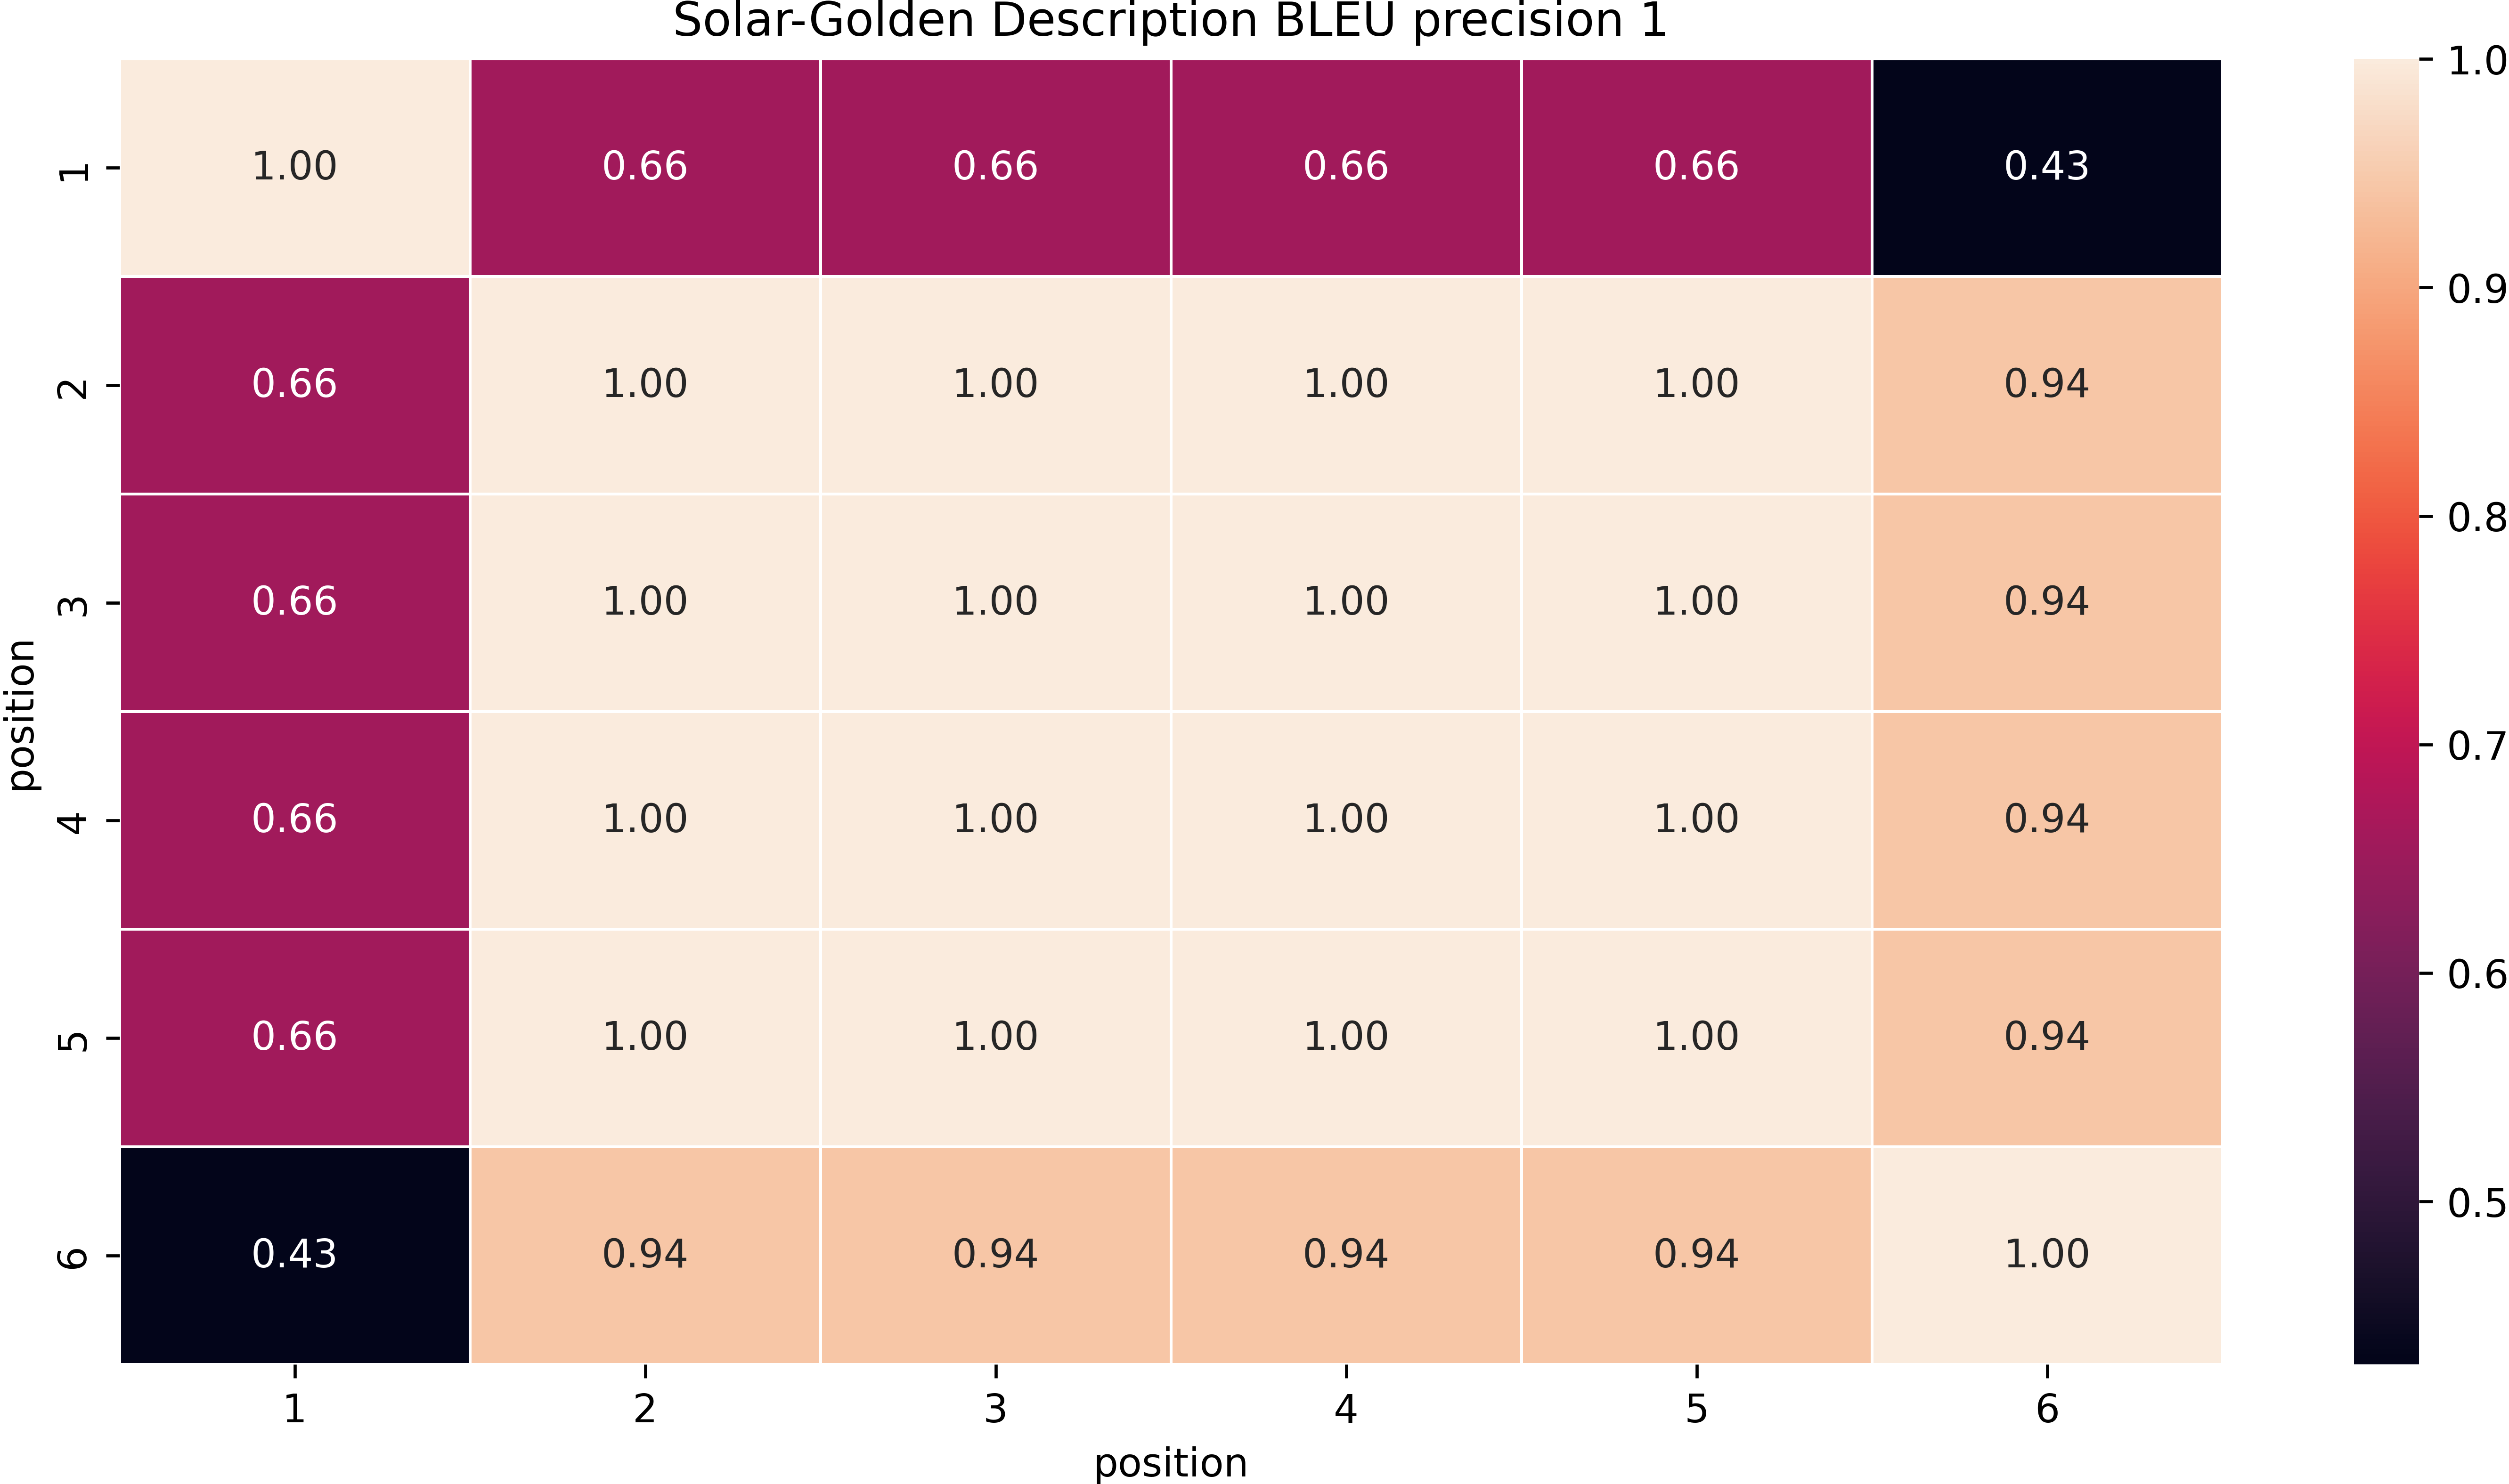 Solar-Golden Description BLEU precision 1
1 1.00 0.66 0.66 0.66 0.66 0.43
2 0.66 1.00 1.00 1.00 1.00 0.94
3 0.66 1.00 1.00 1.00 1.00 0.94
4 0.66 1.00 1.00 1.00 1.00 0.94
5 0.66 1.00 1.00 1.00 1.00 0.94
6 0.43 0.94 0.94 0.94 0.94 1.00
1 2 3 4 5 6
position
position
1.0
0.9
0.8
0.7
0.6
0.5